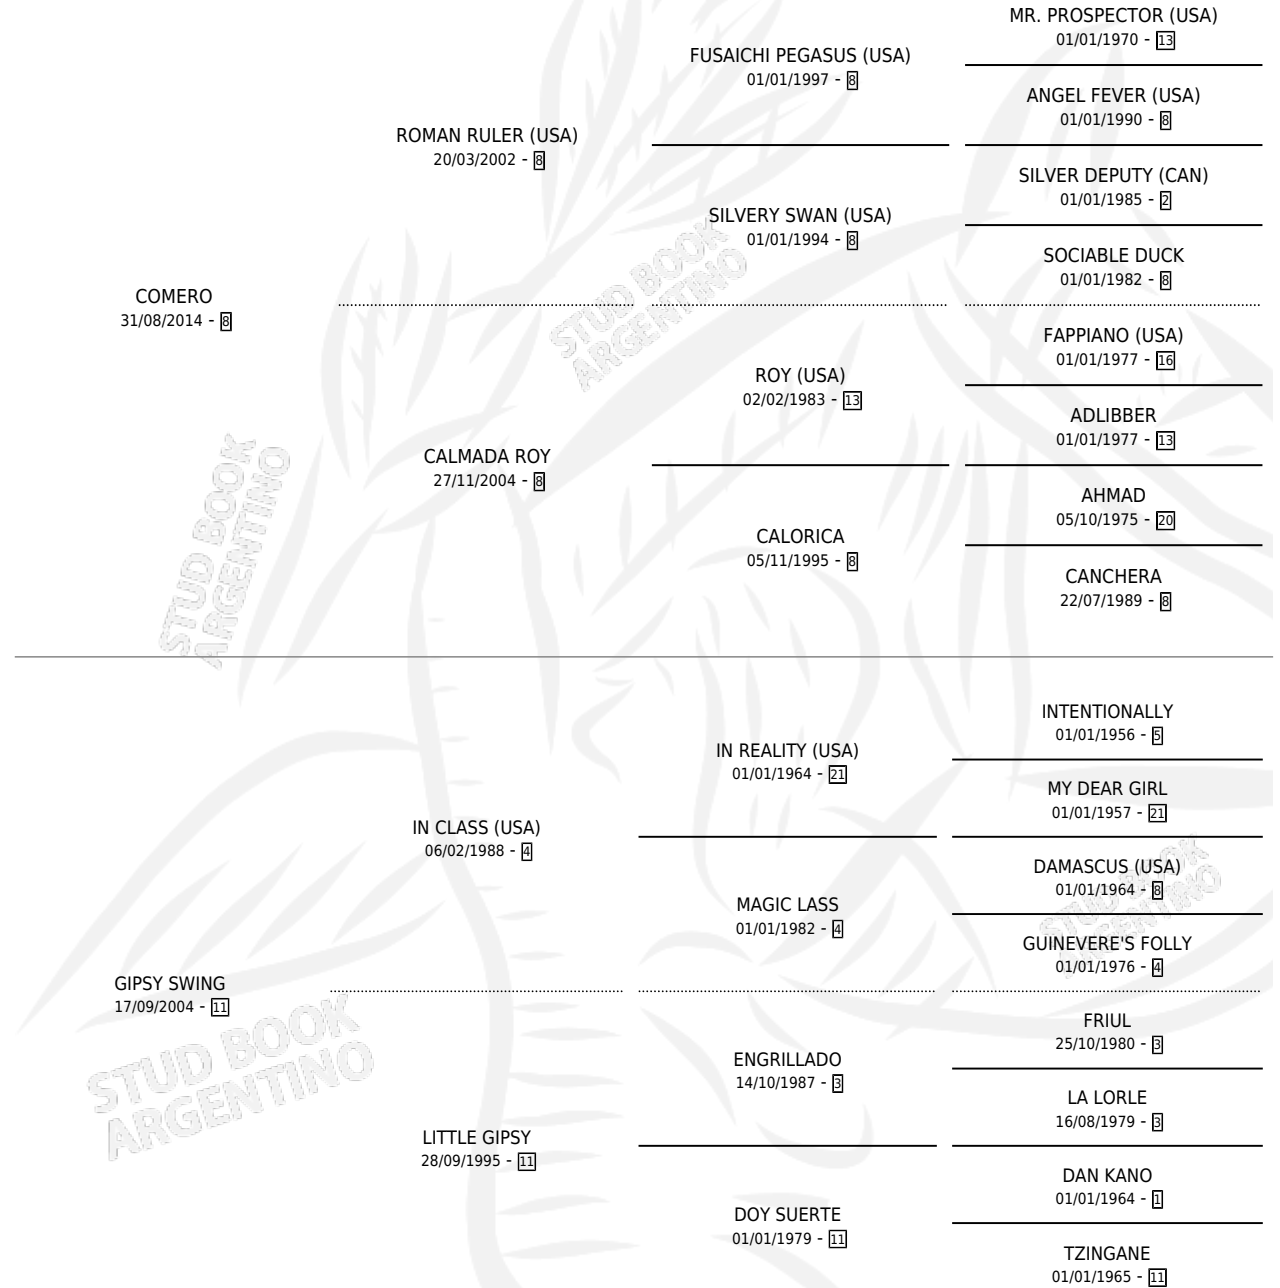 MR. PROSPECTOR (USA)
01/01/1970 - 13
FUSAICHI PEGASUS (USA)
01/01/1997 - 8
ANGEL FEVER (USA)
01/01/1990 - 8
ROMAN RULER (USA)
20/03/2002 - 8
SILVER DEPUTY (CAN)
01/01/1985 - 2
SILVERY SWAN (USA)
01/01/1994 - 8
SOCIABLE DUCK
01/01/1982 - 8
COMERO
31/08/2014 - 8
FAPPIANO (USA)
01/01/1977 - 16
ROY (USA)
02/02/1983 - 13
ADLIBBER
01/01/1977 - 13
CALMADA ROY
27/11/2004 - 8
AHMAD
05/10/1975 - 20
CALORICA
05/11/1995 - 8
CANCHERA
22/07/1989 - 8
STUD BOOK
ARGENTINO
STUD BOOK
ARGENTINO
INTENTIONALLY
01/01/1956 - 5
IN REALITY (USA)
01/01/1964 - 21
MY DEAR GIRL
01/01/1957 - 21
IN CLASS (USA)
06/02/1988 - 4
DAMASCUS (USA)
01/01/1964 - 8
MAGIC LASS
01/01/1982 - 4
GUINEVERE'S FOLLY
01/01/1976 - 4
GIPSY SWING
17/09/2004 - 11
FRIUL
25/10/1980 - 3
ENGRILLADO
14/10/1987 - 3
LA LORLE
16/08/1979 - 3
LITTLE GIPSY
28/09/1995 - 11
DAN KANO
01/01/1964 - 1
DOY SUERTE
01/01/1979 - 11
TZINGANE
01/01/1965 - 11
STUD BOOK
ARGENTINO
STUD BOOK
ARGENTINO